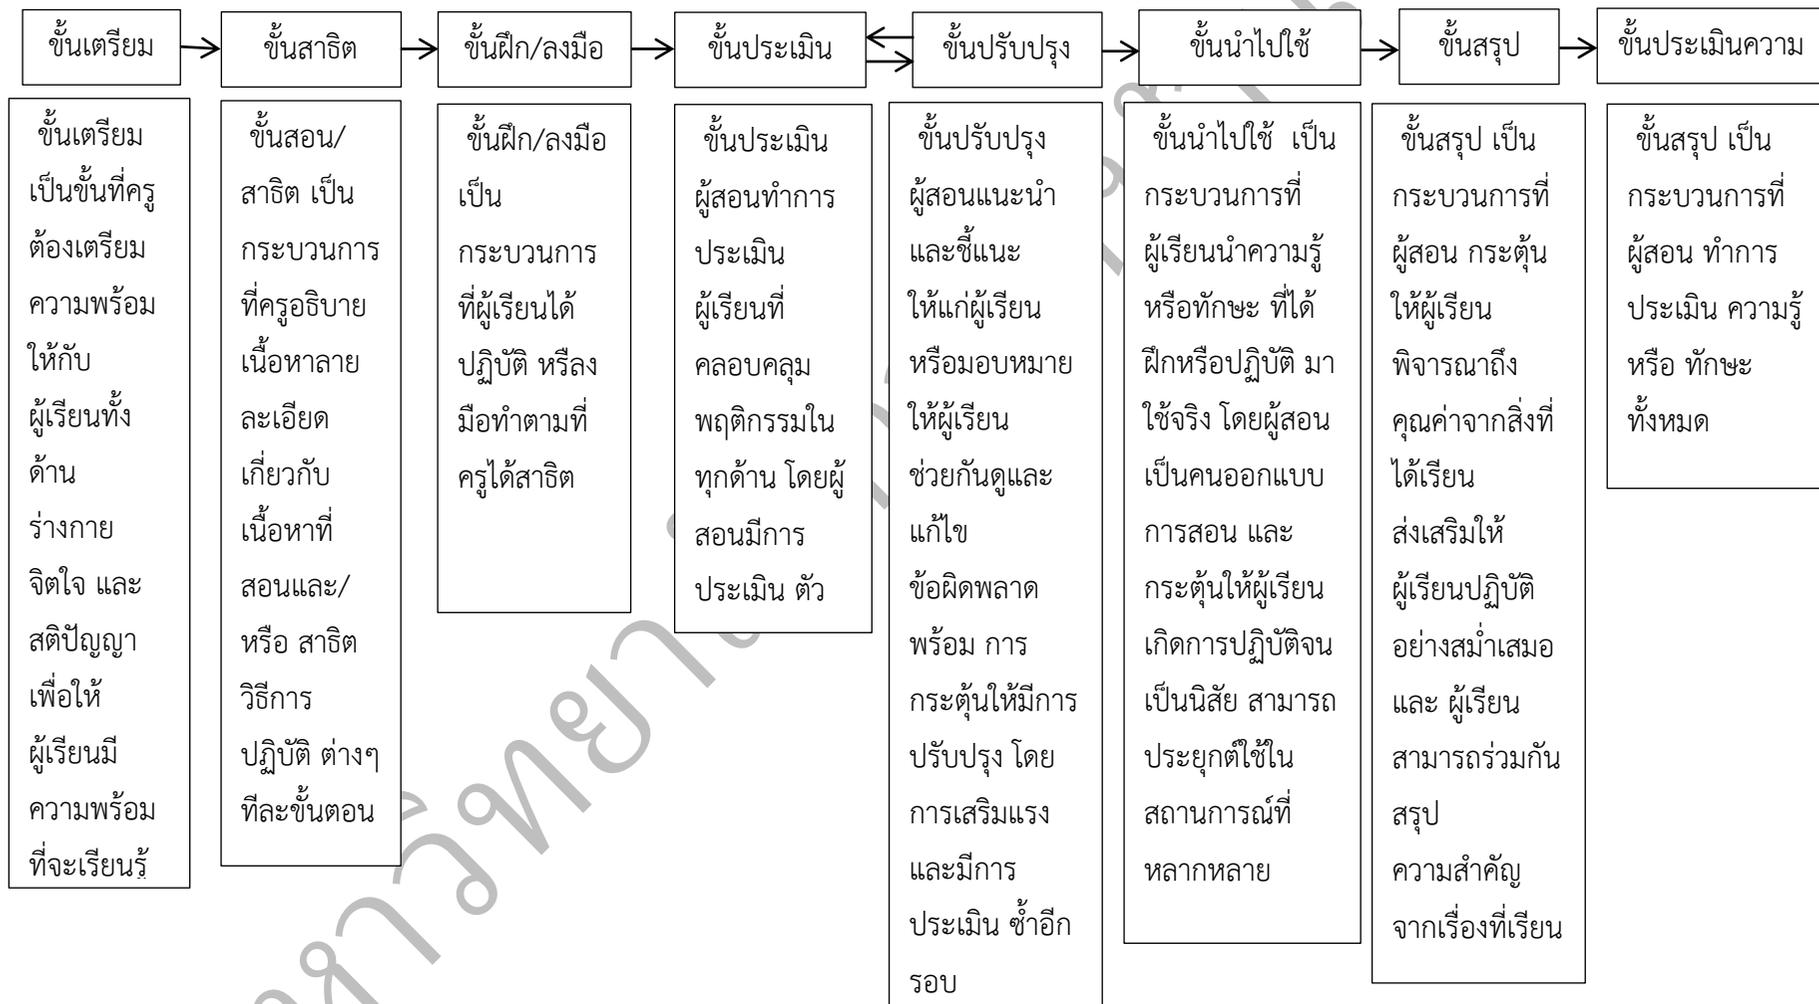 ขั้นเตรียม
ขั้นสาธิต
ขั้นฝึก/ลงมือ
ขั้นประเมิน
ขั้นปรับปรุง
ขั้นนำไปใช้
ขั้นสรุป
ขั้นประเมินความ
ขั้นเตรียม
เป็นขั้นที่ครู
ต้องเตรียม
ความพร้อม
ให้กับ
ผู้เรียนทั้ง
ด้าน
ร่างกาย
จิตใจ และ
สติปัญญา
เพื่อให้
ผู้เรียนมี
ความพร้อม
ที่จะเรียนรู้
ขั้นสอน/
สาธิต เป็น
กระบวนการ
ที่ครูอธิบาย
เนื้อหาลาย
ละเอียด
เกี่ยวกับ
เนื้อหาที่
สอนและ/
หรือ สาธิต
วิธีการ
ปฏิบัติ ต่างๆ
ทีละขั้นตอน
ขั้นฝึก/ลงมือ
เป็น
กระบวนการ
ที่ผู้เรียนได้
ปฏิบัติ หรืลง
มือทำตามที่
ครูได้สาธิต
ขั้นประเมิน
ผู้สอนทำการ
ประเมิน
ผู้เรียนที่
คลอบคลุม
พฤติกรรมใน
ทุกด้าน โดยผู้
สอนมีการ
ประเมิน ตัว
ขั้นปรับปรุง
ผู้สอนแนะนำ
และชี้แนะ
ให้แก่ผู้เรียน
หรือมอบหมาย
ให้ผู้เรียน
ช่วยกันดูและ
แก้ไข
ข้อผิดพลาด
พร้อม การ
กระตุ้นให้มีการ
ปรับปรุง โดย
การเสริมแรง
และมีการ
ประเมิน ซ้ำอีก
รอบ
ขั้นนำไปใช้ เป็น
กระบวนการที่
ผู้เรียนนำความรู้
หรือทักษะ ที่ได้
ฝึกหรือปฏิบัติ มา
ใช้จริง โดยผู้สอน
เป็นคนออกแบบ
การสอน และ
กระตุ้นให้ผู้เรียน
เกิดการปฏิบัติจน
เป็นนิสัย สามารถ
ประยุกต์ใช้ใน
สถานการณ์ที่
หลากหลาย
ขั้นสรุป เป็น
กระบวนการที่
ผู้สอน กระตุ้น
ให้ผู้เรียน
พิจารณาถึง
คุณค่าจากสิ่งที่
ได้เรียน
ส่งเสริมให้
ผู้เรียนปฏิบัติ
อย่างสม่ำเสมอ
และ ผู้เรียน
สามารถร่วมกัน
สรุป
ความสำคัญ
จากเรื่องที่เรียน
ขั้นสรุป เป็น
กระบวนการที่
ผู้สอน ทำการ
ประเมิน ความรู้
หรือ ทักษะ
ทั้งหมด